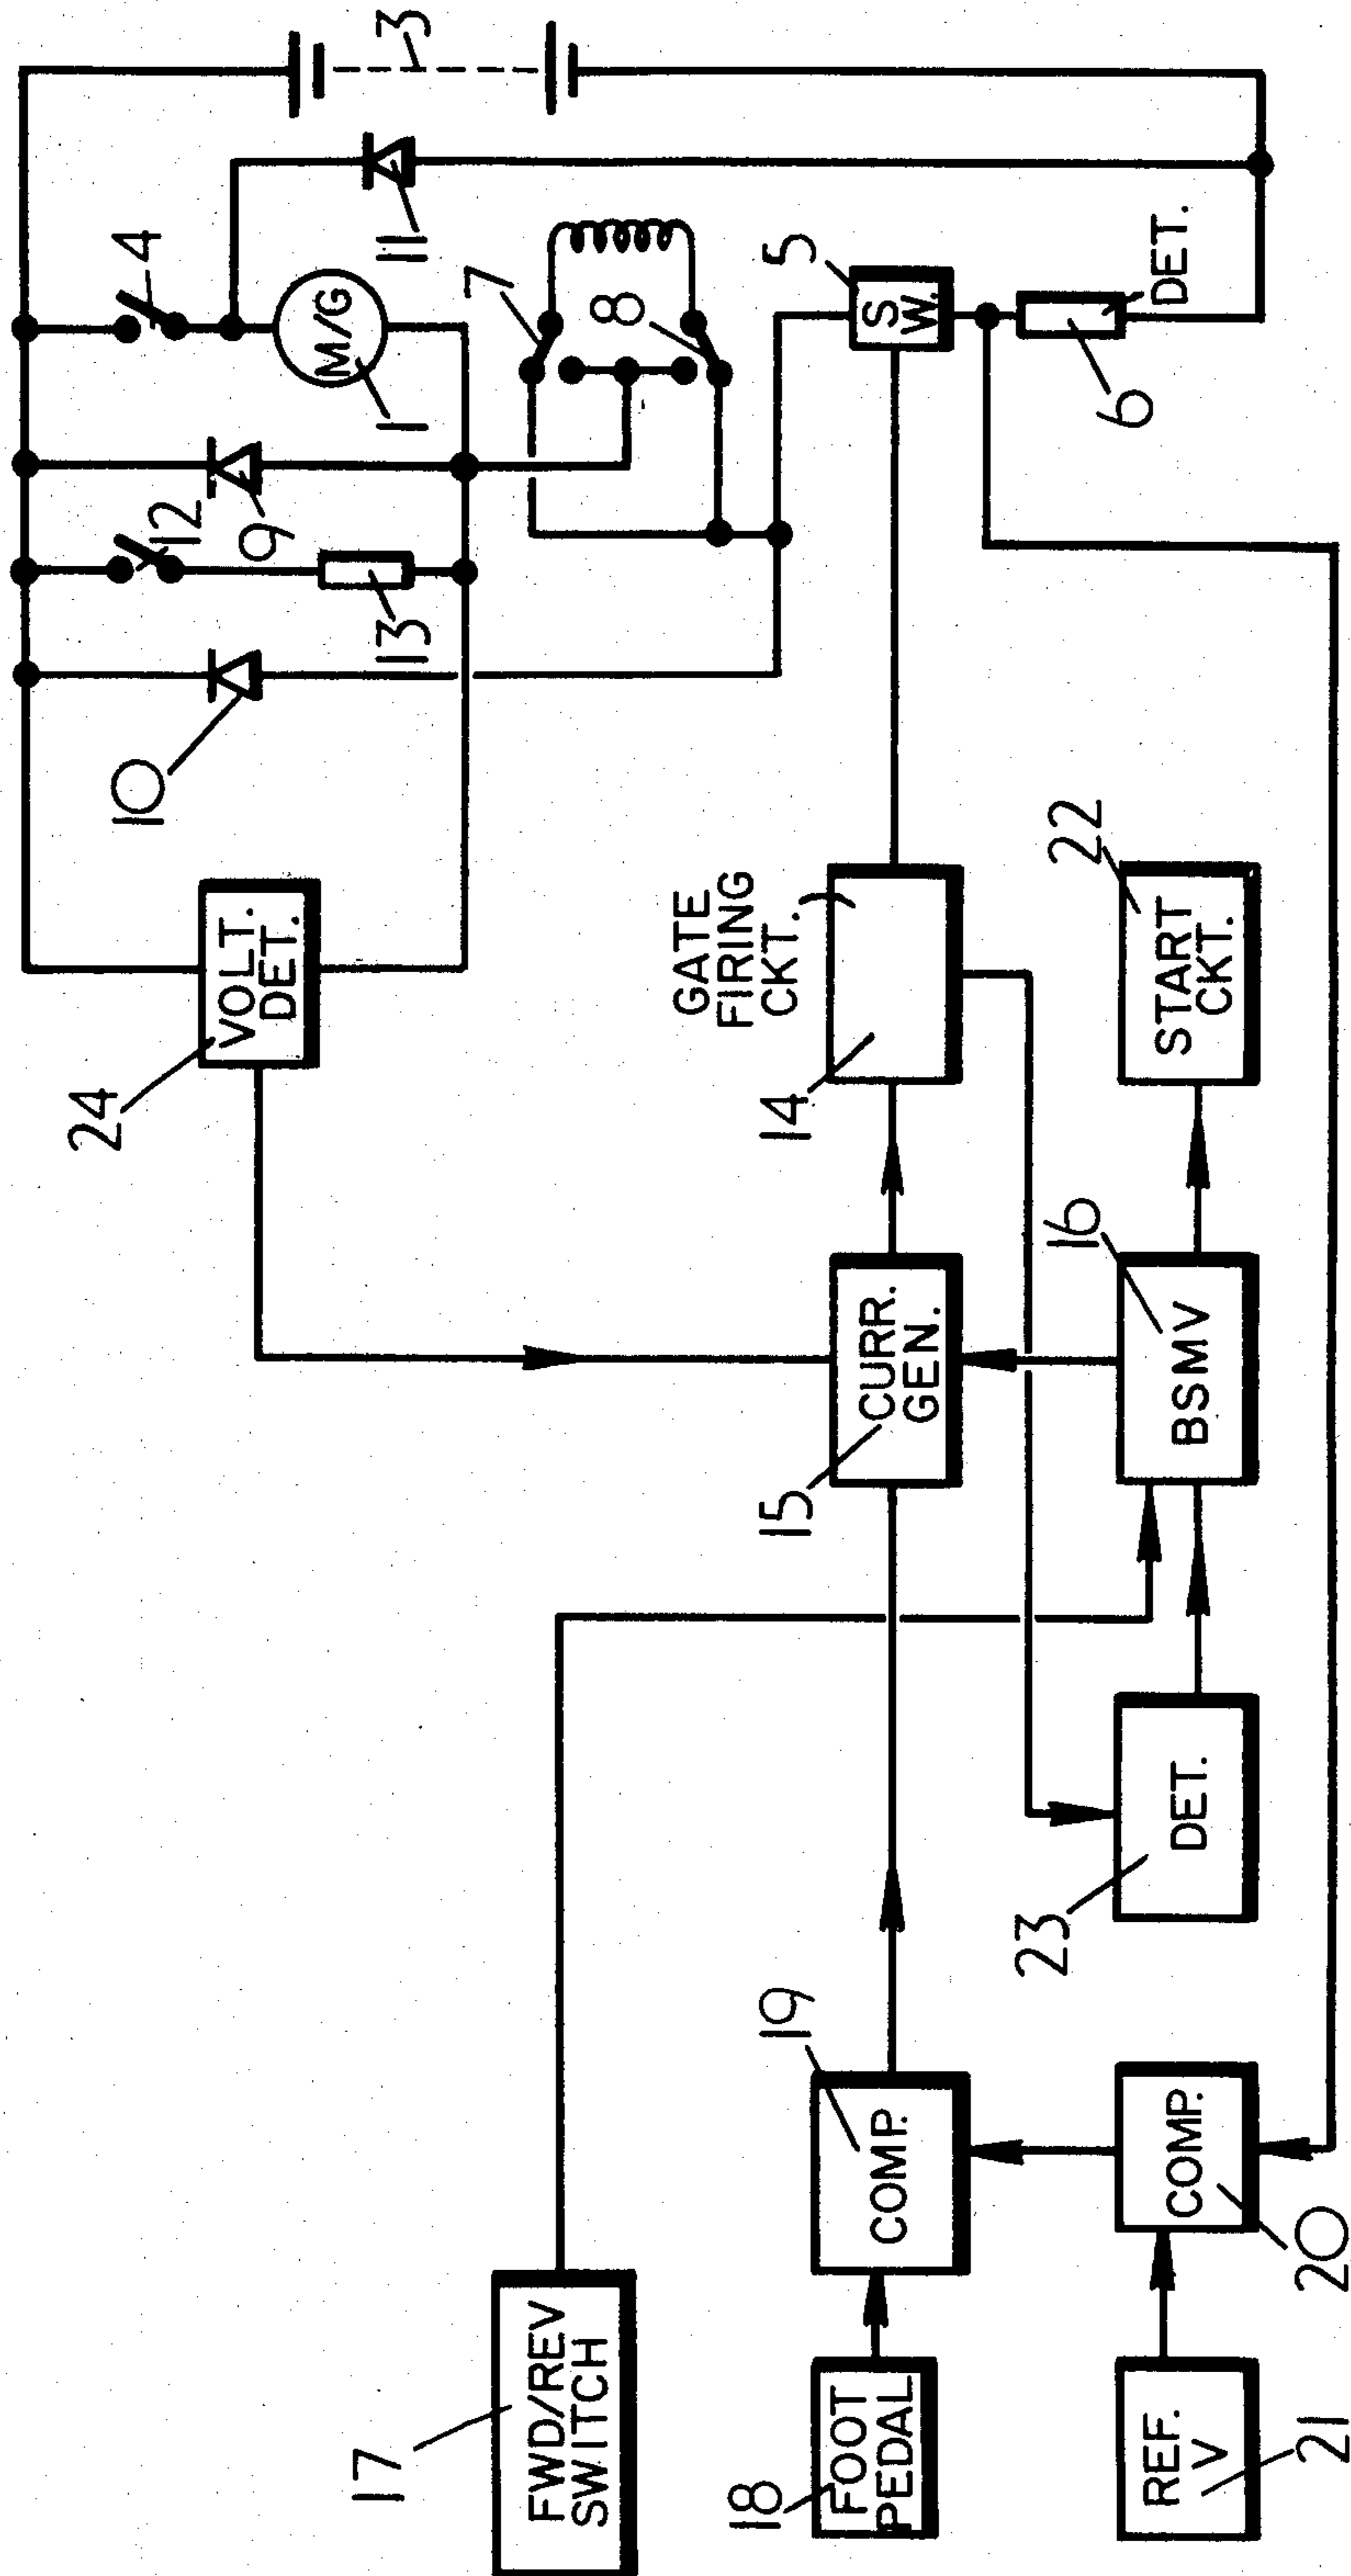 3
4
11
M/G
1
7
8
5
SW.
DET.
6
12
9
13
10
VOLT.
DET.
24
GATE
FIRING
CKT.
14
START
CKT.
22
CURR.
GEN.
15
BSMV
16
DET.
23
COMP.
19
COMP.
20
FWD/REV
SWITCH
17
FOOT
PEDAL
18
REF.
V
21